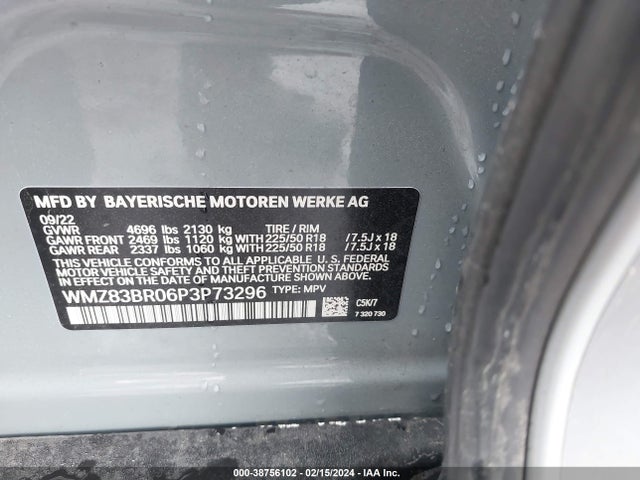 MFD BY BAYERISCHE MOTOREN WERKE AG
09/22
GVWR 4696 lbs 2130 kg TIRE / RIM
GAWR FRONT 2469 lbs 1120 kg WITH 225/50 R18 /7.5J x 18
GAWR REAR 2337 lbs 1060 kg WITH 225/50 R18 /7.5J x 18
THIS VEHICLE CONFORMS TO ALL APPLICABLE U. S. FEDERAL
MOTOR VEHICLE SAFETY, BUMPER, AND THEFT PREVENTION STANDARDS
IN EFFECT ON THE DATE OF MANUFACTURE SHOWN ABOVE.
WMZ83BR06P3P73296 TYPE: MPV
C5K/7
7 320 730
000-38756102 - 02/15/2024 - IAA Inc.